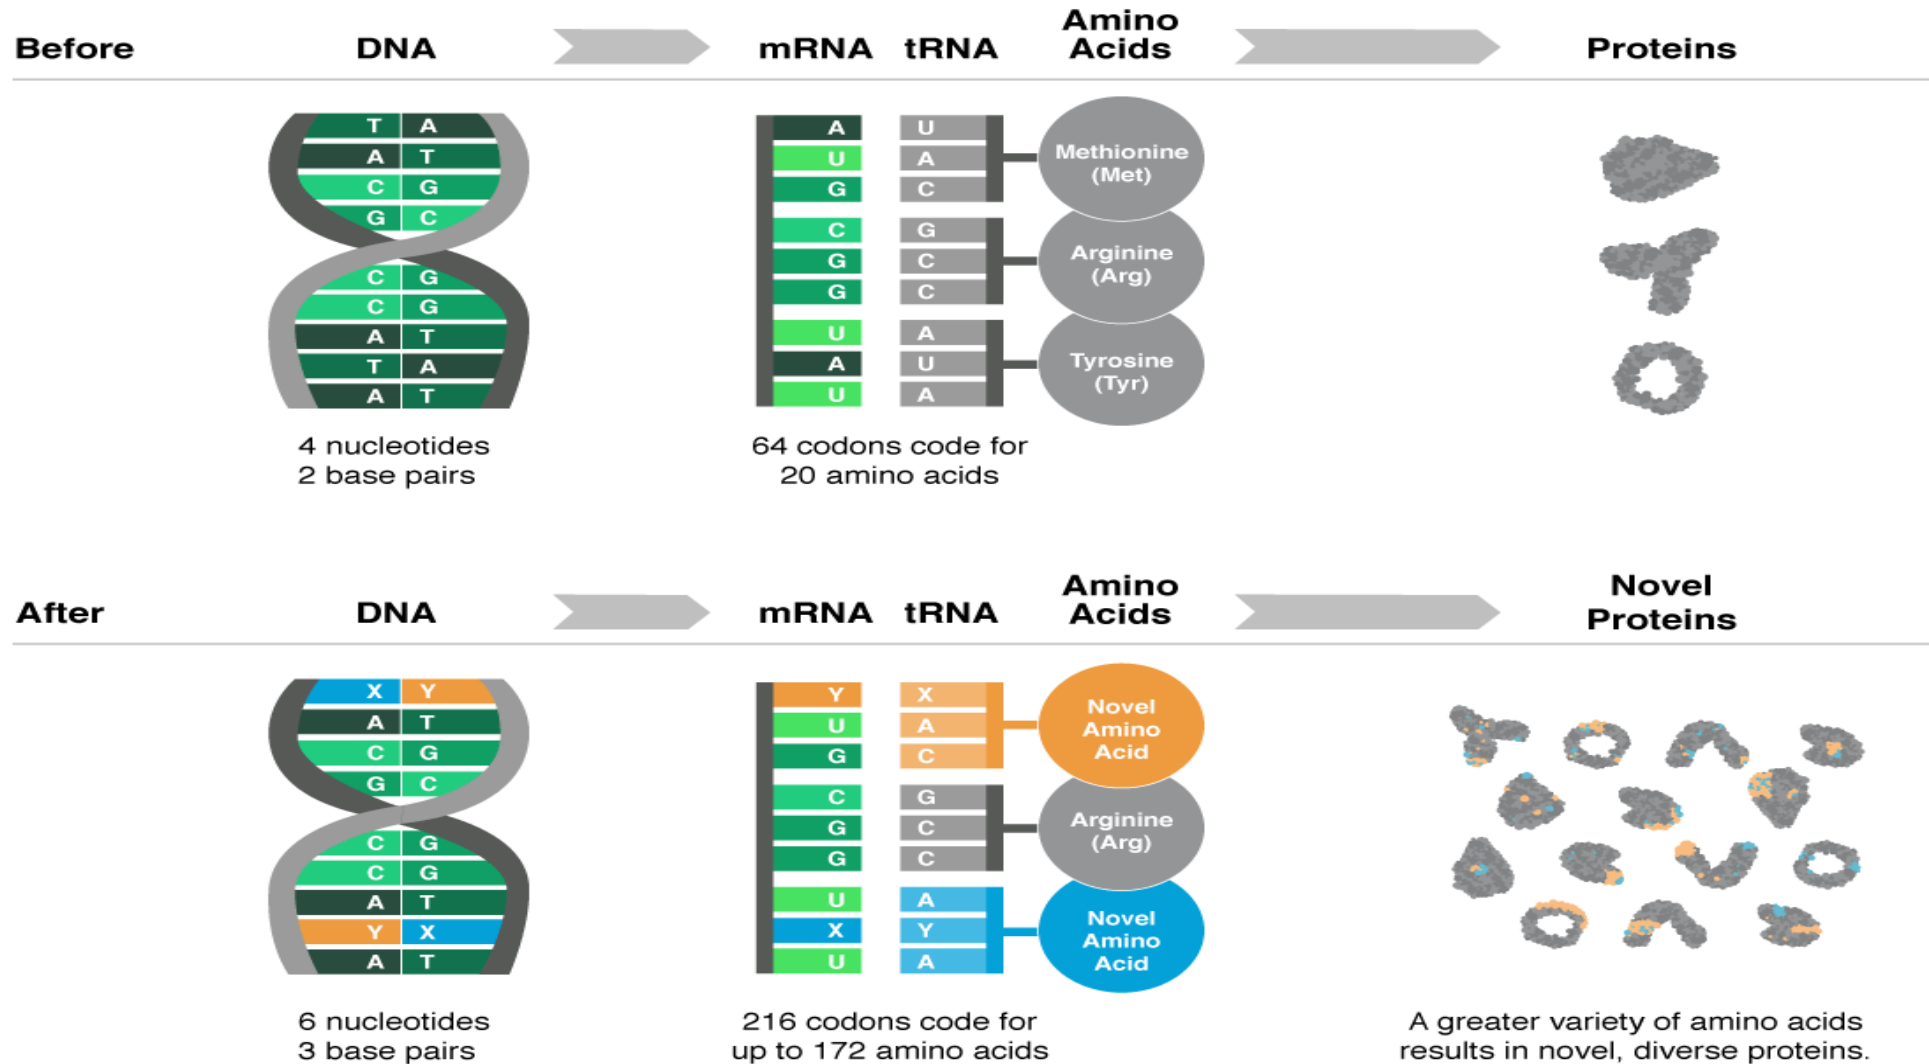 Before
DNA
mRNA
tRNA
Amino
Acids
Proteins
T A
A T
C G
G C
C G
C G
A T
T A
A T
4 nucleotides
2 base pairs
A U
U A
G C
C G
G C
G C
U A
A U
U A
Methionine
(Met)
Arginine
(Arg)
Tyrosine
(Tyr)
64 codons code for
20 amino acids
After
DNA
mRNA
tRNA
Amino
Acids
Novel
Proteins
X Y
A T
C G
G C
C G
C G
A T
Y X
A T
6 nucleotides
3 base pairs
Y X
U A
G C
C G
G C
G C
U A
X Y
U A
Novel
Amino
Acid
Arginine
(Arg)
Novel
Amino
Acid
216 codons code for
up to 172 amino acids
A greater variety of amino acids
results in novel, diverse proteins.